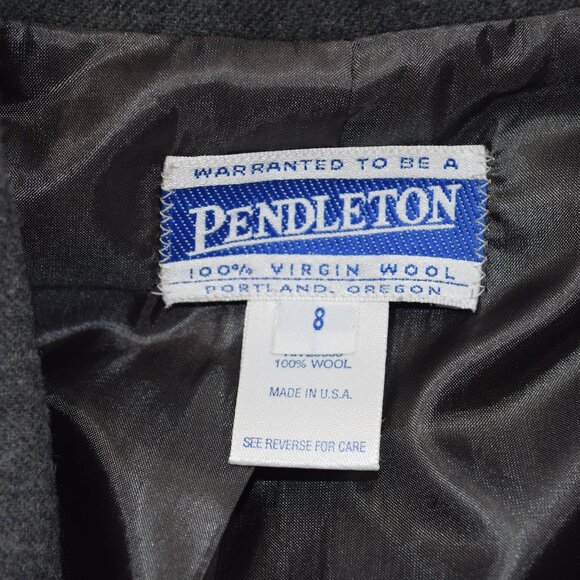 WARRANTED TO BE A
PENDLETON
100% VIRGIN WOOL
PORTLAND, OREGON
8
100% WOOL
MADE IN U.S.A.
SEE REVERSE FOR CARE